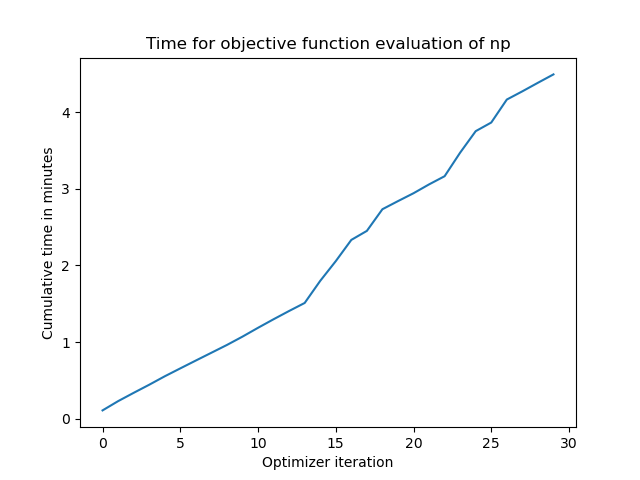 Time for objective function evaluation of np
Cumulative time in minutes
4
3
2
1
0
0 5 10 15 20 25 30
Optimizer iteration